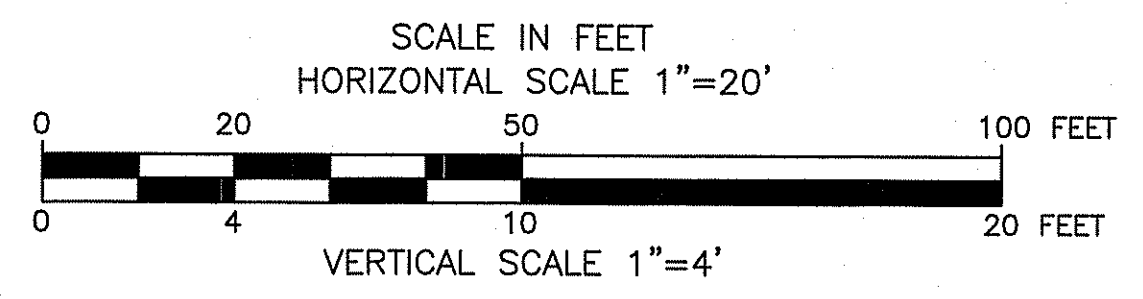 SCALE IN FEET
HORIZONTAL SCALE 1"=20'
0 20 50 100 FEET
0 4 10 20 FEET
VERTICAL SCALE 1"=4'